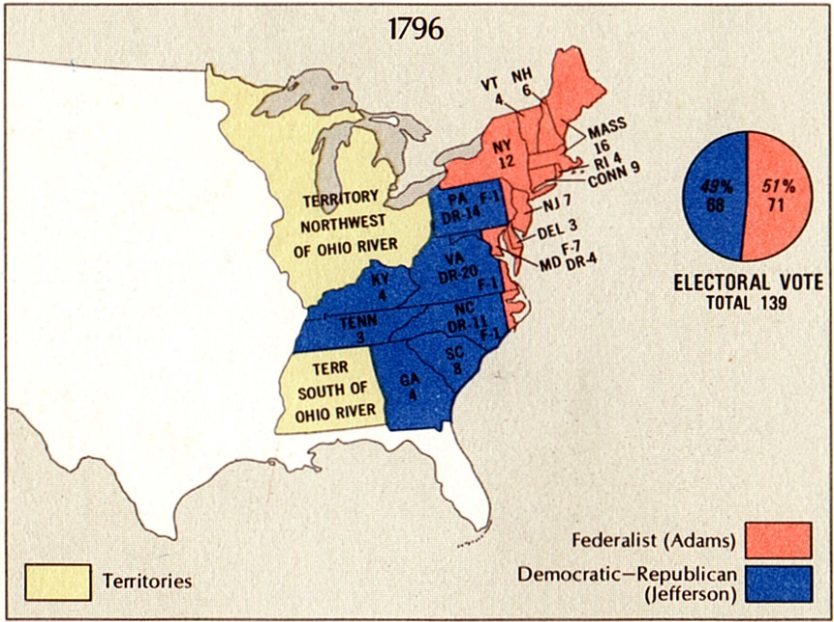 1796
VT
4
NH
6
MASS
16
RI 4
CONN 9
NY
12
NJ 7
DEL 3
MD F-7
DR-4
PA F-1
DR-14
VA
DR-20
F-1
KY
4
NC
DR-11
F-1
TENN
3
SC
8
GA
4
TERRITORY
NORTHWEST
OF OHIO RIVER
TERR
SOUTH OF
OHIO RIVER
49%
68
51%
71
ELECTORAL VOTE
TOTAL 139
Federalist (Adams)
Democratic–Republican
(Jefferson)
Territories